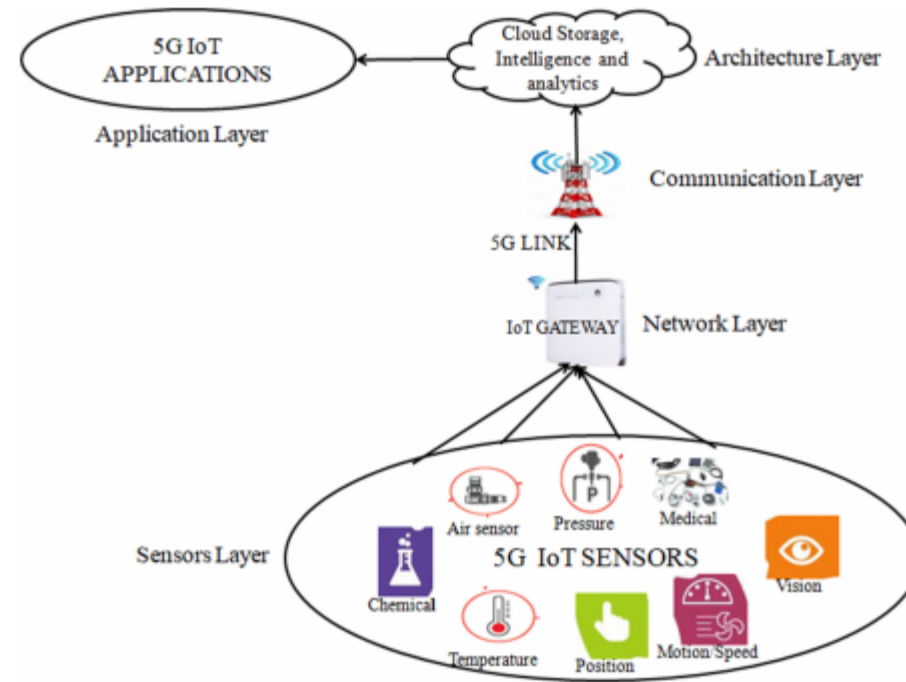 5G IoT
APPLICATIONS
Application Layer
Cloud Storage,
Intelligence and
analytics
Architecture Layer
Communication Layer
5G LINK
IoT GATEWAY
Network Layer
Sensors Layer
Air sensor
P
Pressure
Medical
5G IoT SENSORS
Chemical
Vision
Temperature
Position
Motion/Speed